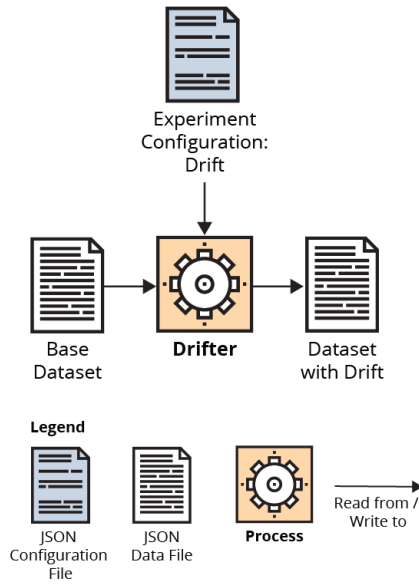 Experiment
Configuration:
Drift
Base
Dataset
Drifter
Dataset
with Drift
Legend
JSON
Configuration
File
JSON
Data File
Process
Read from /
Write to